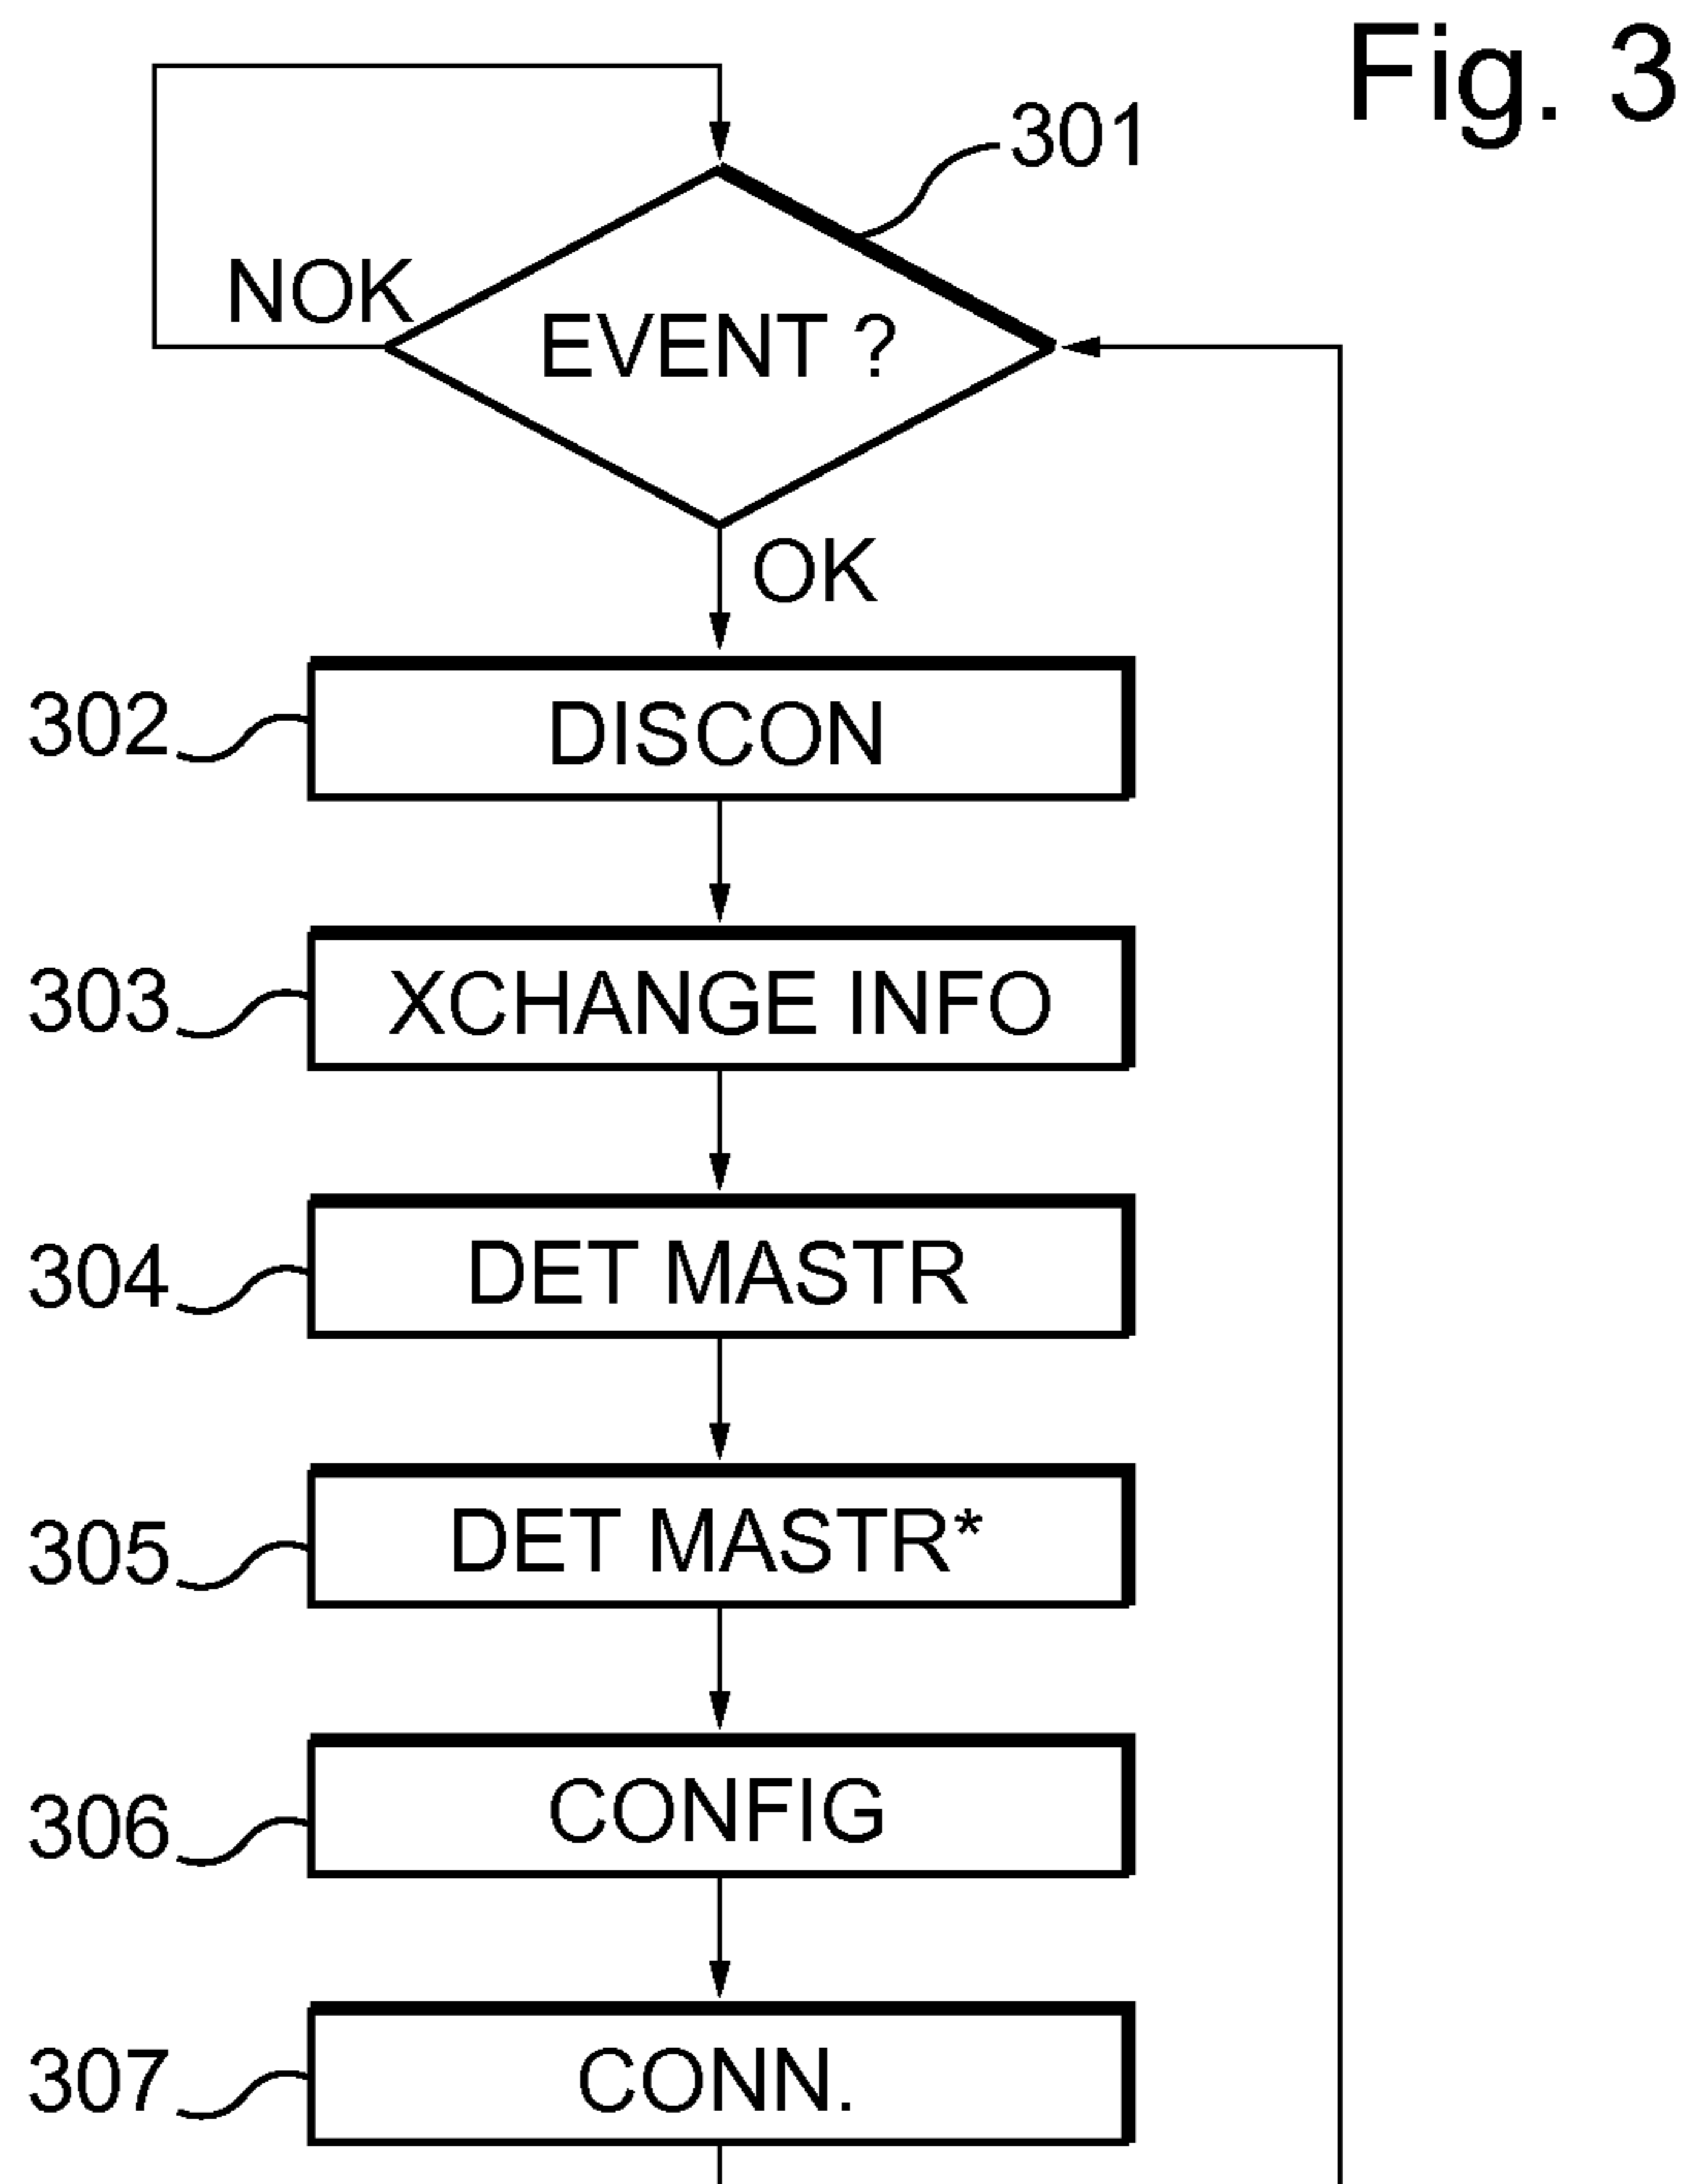 Fig. 3
301
NOK
EVENT ?
OK
302
DISCON
303
XCHANGE INFO
304
DET MASTR
305
DET MASTR*
306
CONFIG
307
CONN.